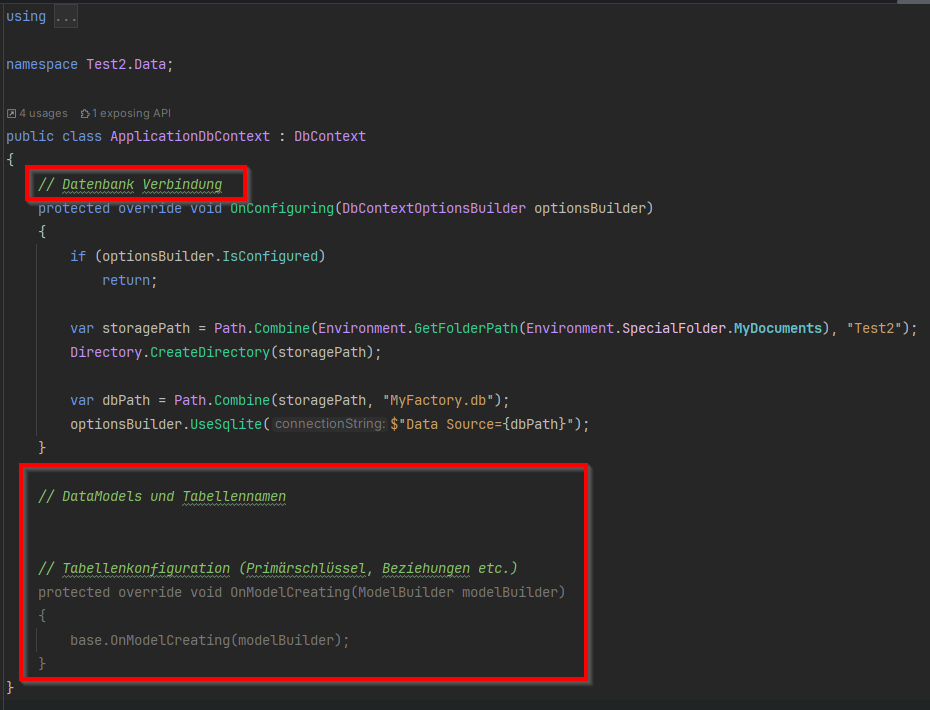 using ...
namespace Test2.Data;
4 usages 1 exposing API
public class ApplicationDbContext : DbContext
{
// Datenbank Verbindung
protected override void OnConfiguring(DbContextOptionsBuilder optionsBuilder)
{
if (optionsBuilder.IsConfigured)
return;
var storagePath = Path.Combine(Environment.GetFolderPath(Environment.SpecialFolder.MyDocuments), "Test2");
Directory.CreateDirectory(storagePath);
var dbPath = Path.Combine(storagePath, "MyFactory.db");
optionsBuilder.UseSqlite( connectionString: $"Data Source={dbPath}");
}
// DataModels und Tabellennamen
// Tabellenkonfiguration (Primärschlüssel, Beziehungen etc.)
protected override void OnModelCreating(ModelBuilder modelBuilder)
{
base.OnModelCreating(modelBuilder);
}
}